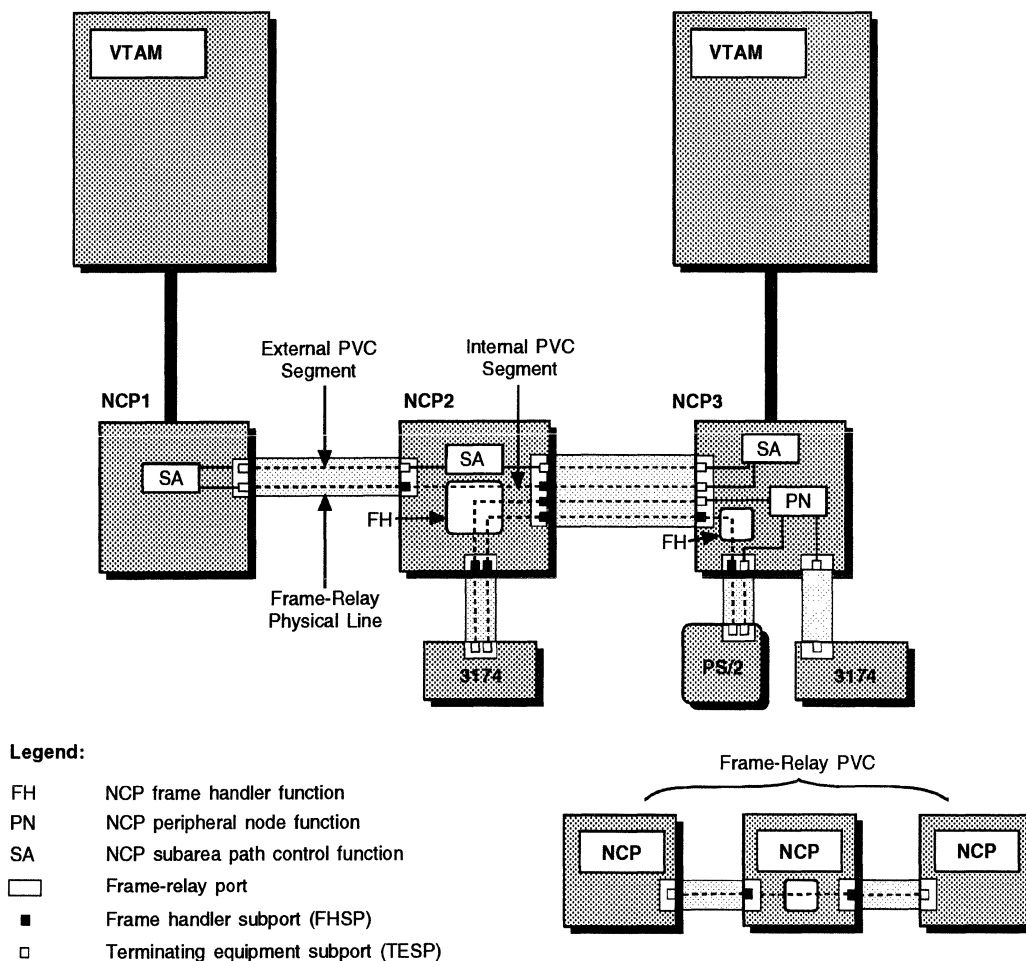 VTAM
VTAM
External PVC
Segment
Internal PVC
Segment
NCP1
NCP2
NCP3
SA
SA
SA
PN
FH
FH
Frame-Relay
Physical Line
3174
PS/2
3174
Legend:
FH NCP frame handler function
PN NCP peripheral node function
SA NCP subarea path control function
Frame-relay port
Frame handler subport (FHSP)
Terminating equipment subport (TESP)
Frame-Relay PVC
NCP
NCP
NCP